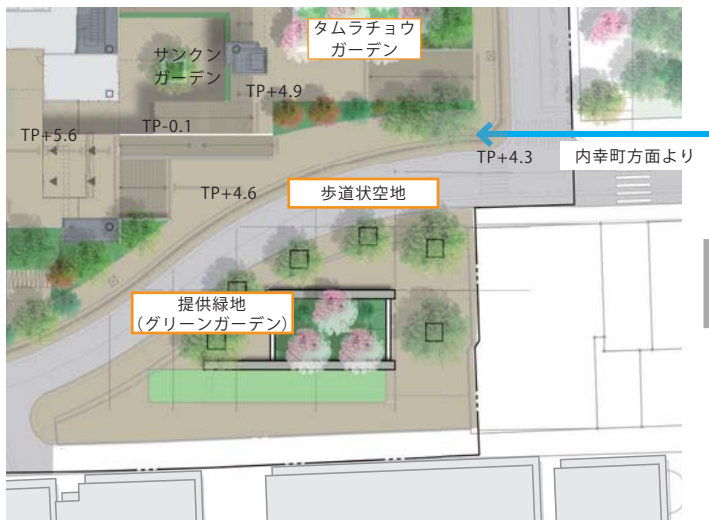 タムラチョウ
ガーデン
サンクン
ガーデン
TP+4.9
TP-0.1
TP+5.6
TP+4.3
内幸町方面より
TP+4.6
歩道状空地
提供緑地
(グリーンガーデン)